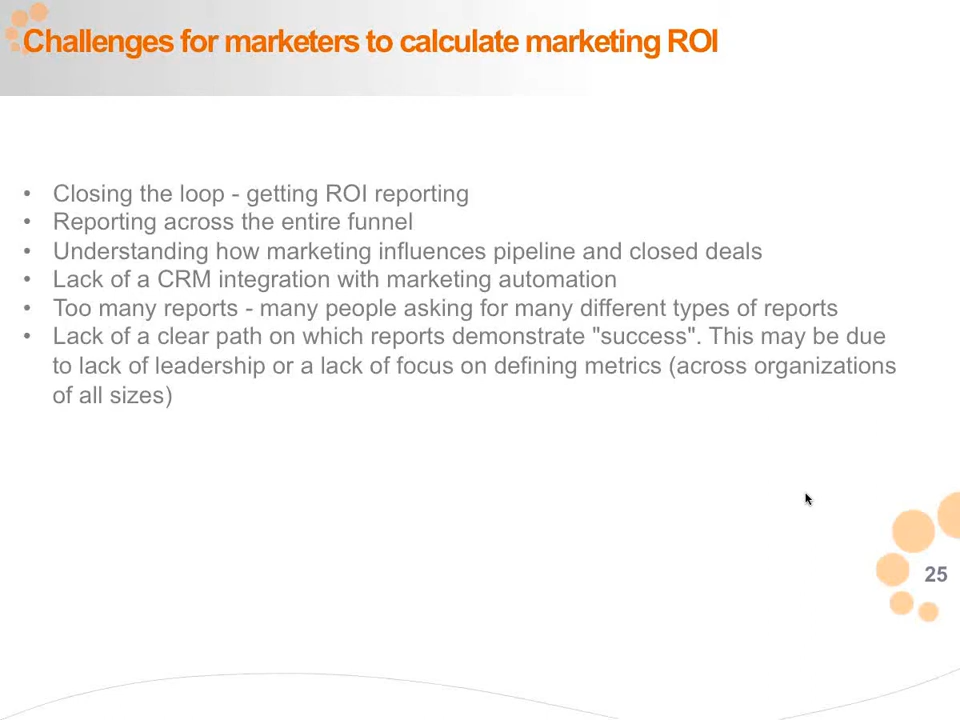 Challenges for marketers to calculate marketing ROI
• Closing the loop - getting ROI reporting
• Reporting across the entire funnel
• Understanding how marketing influences pipeline and closed deals
• Lack of a CRM integration with marketing automation
• Too many reports - many people asking for many different types of reports
• Lack of a clear path on which reports demonstrate "success". This may be due
to lack of leadership or a lack of focus on defining metrics (across organizations
of all sizes)
25